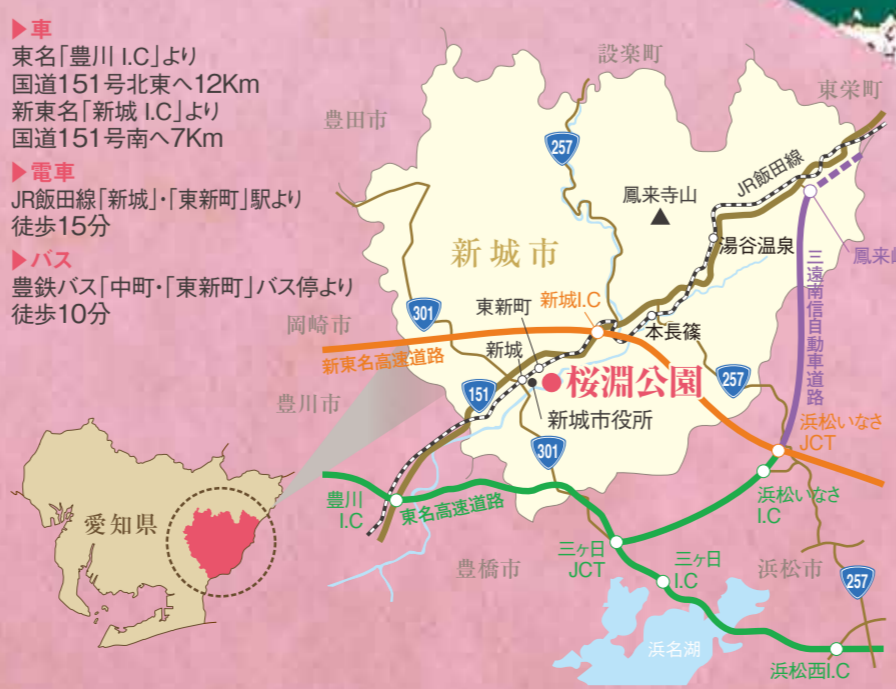 ▶車
東名「豊川 I.C」より
国道151号北東へ12Km
新東名「新城 I.C」より
国道151号南へ7Km
▶電車
JR飯田線「新城」・「東新町」駅より
徒歩15分
▶バス
豊鉄バス「中町・「東新町」バス停より
徒歩10分
設楽町
東栄町
豊田市
257
JR飯田線
鳳来寺山
新城市
湯谷温泉
鳳来峡
三遠南信自動車道路
東新町
新城I.C
301
岡崎市
本長篠
新東名高速道路
新城
桜淵公園
257
151
豊川市
新城市役所
浜松いなさ
JCT
301
豊川
I.C
東名高速道路
浜松いなさ
I.C
愛知県
三ヶ日
JCT
三ヶ日
I.C
豊橋市
浜松市
257
浜名湖
浜松西I.C